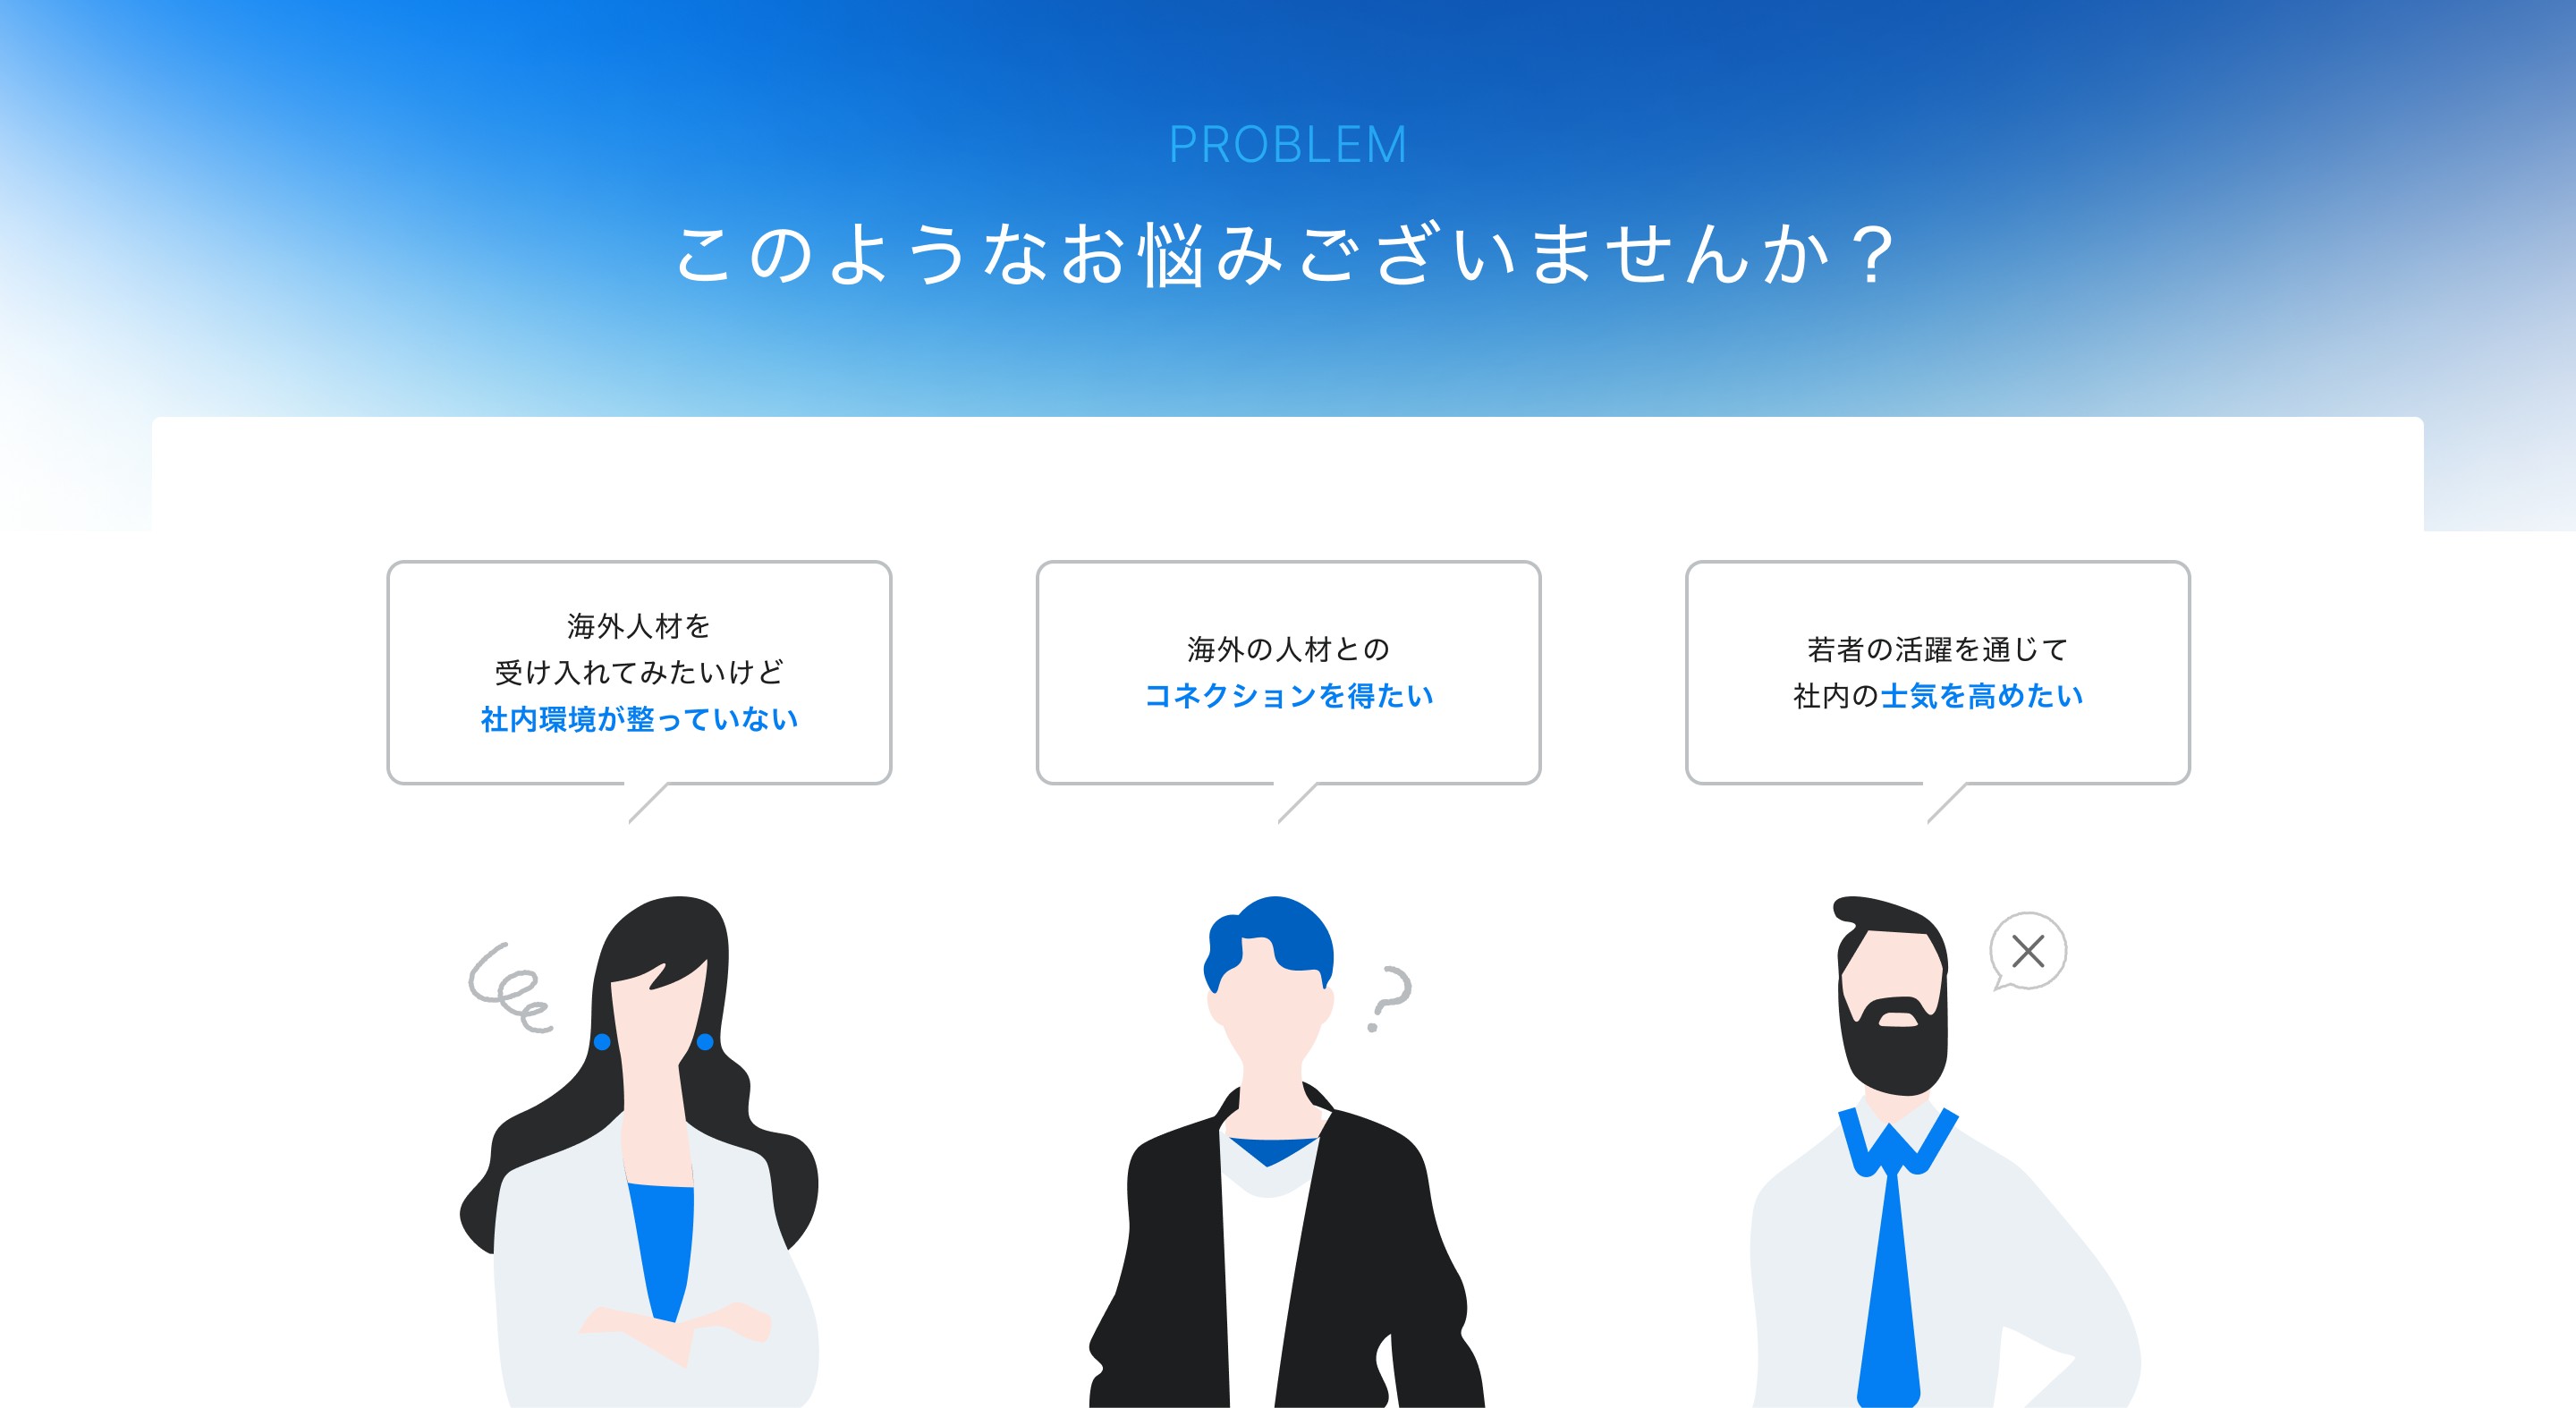 PROBLEM
このようなお悩みございませんか？
海外人材を
受け入れてみたいけど
社内環境が整っていない
海外の人材との
コネクションを得たい
若者の活躍を通じて
社内の士気を高めたい